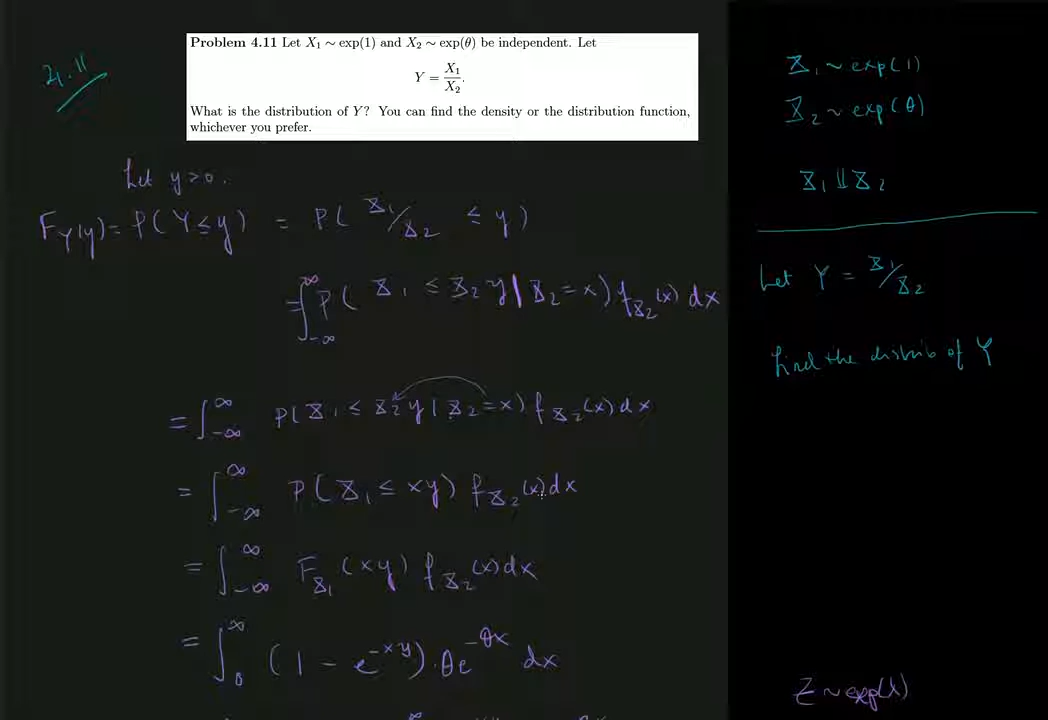 4.11
Problem 4.11 Let X₁ ∼ exp(1) and X₂ ∼ exp(θ) be independent. Let
Y = X₁/X₂.
What is the distribution of Y? You can find the density or the distribution function,
whichever you prefer.
Let y>0.
F_Y(y) = P(Y ≤ y) = P( X₁/X₂ ≤ y)
= ∫_{-∞}^{∞} P( X₁ ≤ X₂ y | X₂ = x) f_{X₂}(x) dx
= ∫_{-∞}^{∞} P(X₁ ≤ X₂ y | X₂ = x) f_{X₂}(x) dx
= ∫_{-∞}^{∞} P(X₁ ≤ xy) f_{X₂}(x) dx
= ∫_{-∞}^{∞} F_{X₁}(xy) f_{X₂}(x) dx
= ∫_{0}^{∞} (1 − e^{-xy}) · θe^{-θx} dx
X₁ ~ exp(1)
X₂ ~ exp(θ)
X₁ ⫫ X₂
Let Y = X₁/X₂
find the distrib of Y
Z ~ exp(λ)